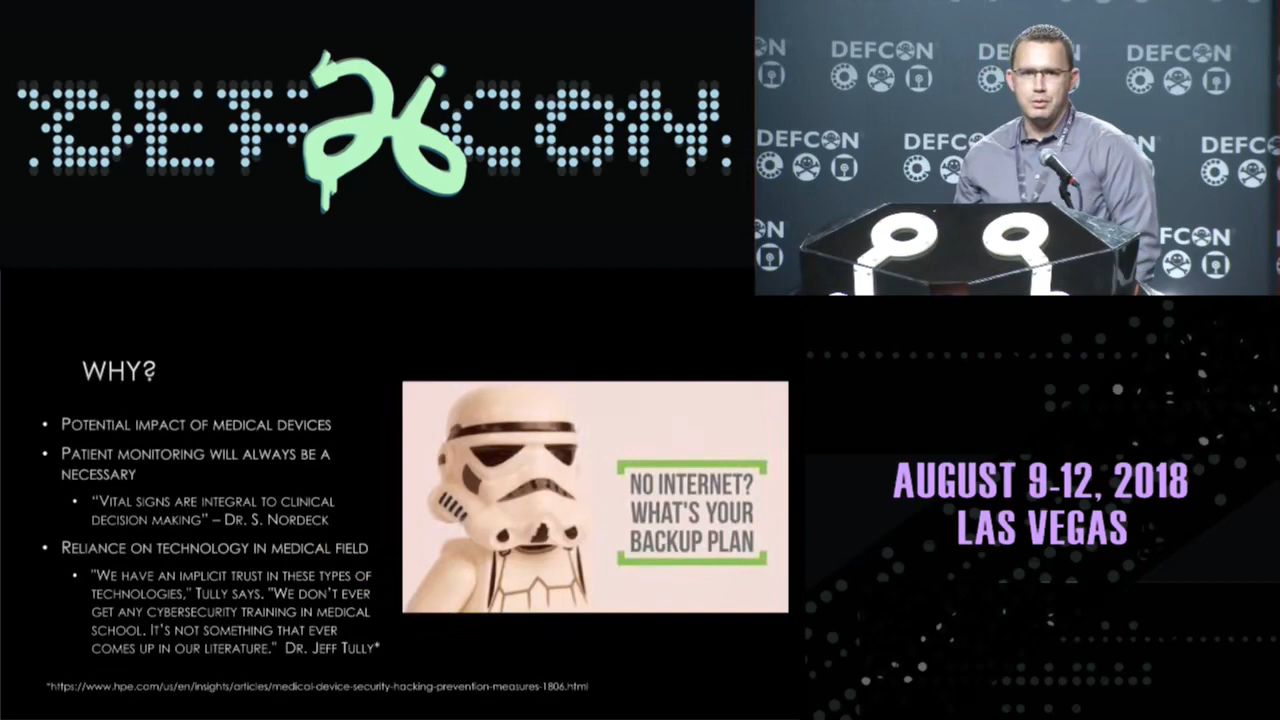 DEF26CON
DEFCON
DEFCON
DEFCON
DEFCON
DEFCON
WHY?
• POTENTIAL IMPACT OF MEDICAL DEVICES
• PATIENT MONITORING WILL ALWAYS BE A
NECESSARY
• "VITAL SIGNS ARE INTEGRAL TO CLINICAL
DECISION MAKING" – DR. S. NORDECK
• RELIANCE ON TECHNOLOGY IN MEDICAL FIELD
• "WE HAVE AN IMPLICIT TRUST IN THESE TYPES OF
TECHNOLOGIES," TULLY SAYS. "WE DON'T EVER
GET ANY CYBERSECURITY TRAINING IN MEDICAL
SCHOOL. IT'S NOT SOMETHING THAT EVER
COMES UP IN OUR LITERATURE." DR. JEFF TULLY*
*https://www.hpe.com/us/en/insights/articles/medical-device-security-hacking-prevention-measures-1806.html
NO INTERNET?
WHAT'S YOUR
BACKUP PLAN
AUGUST 9-12, 2018
LAS VEGAS